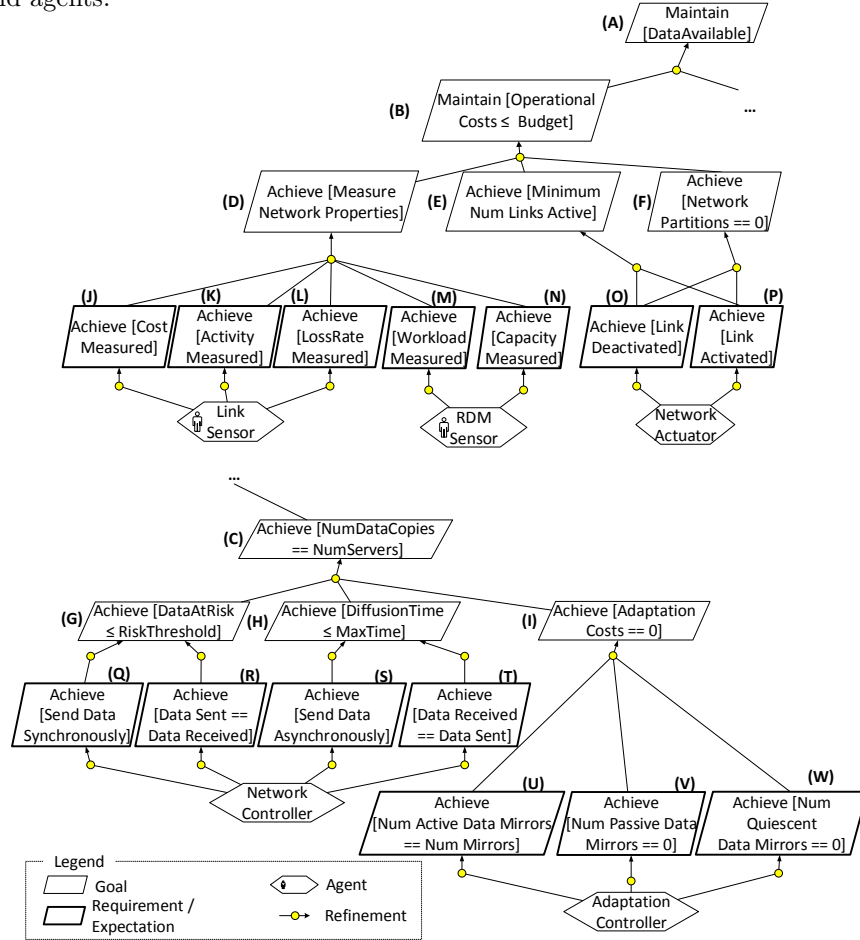 nd agents.
(A)
Maintain
[DataAvailable]
(B)
Maintain [Operational
Costs ≤ Budget]
...
(D)
Achieve [Measure
Network Properties]
(E)
Achieve [Minimum
Num Links Active]
(F)
Achieve
[Network
Partitions == 0]
(J)
Achieve [Cost
Measured]
(K)
Achieve
[Activity
Measured]
(L)
Achieve
[LossRate
Measured]
(M)
Achieve
[Workload
Measured]
(N)
Achieve
[Capacity
Measured]
(O)
Achieve [Link
Deactivated]
(P)
Achieve
[Link
Activated]
Link
Sensor
RDM
Sensor
Network
Actuator
...
(C)
Achieve [NumDataCopies
== NumServers]
(G)
Achieve [DataAtRisk
≤ RiskThreshold]
(H)
Achieve [DiffusionTime
≤ MaxTime]
(I)
Achieve [Adaptation
Costs == 0]
(Q)
Achieve
[Send Data
Synchronously]
(R)
Achieve
[Data Sent ==
Data Received]
(S)
Achieve
[Send Data
Asynchronously]
(T)
Achieve
[Data Received
== Data Sent]
Network
Controller
(U)
Achieve
[Num Active Data Mirrors
== Num Mirrors]
(V)
Achieve
[Num Passive Data
Mirrors == 0]
(W)
Achieve [Num
Quiescent
Data Mirrors == 0]
Adaptation
Controller
Legend
Goal
Agent
Requirement /
Expectation
Refinement